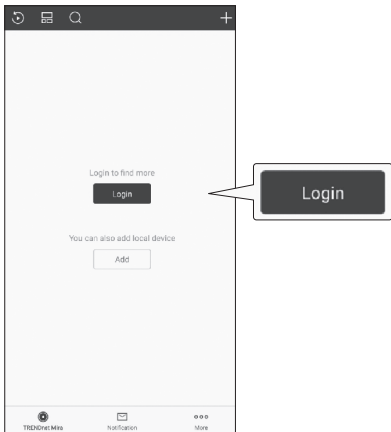 Login to find more
Login
Login
You can also add local device
Add
TRENDnet Mira
Notification
More